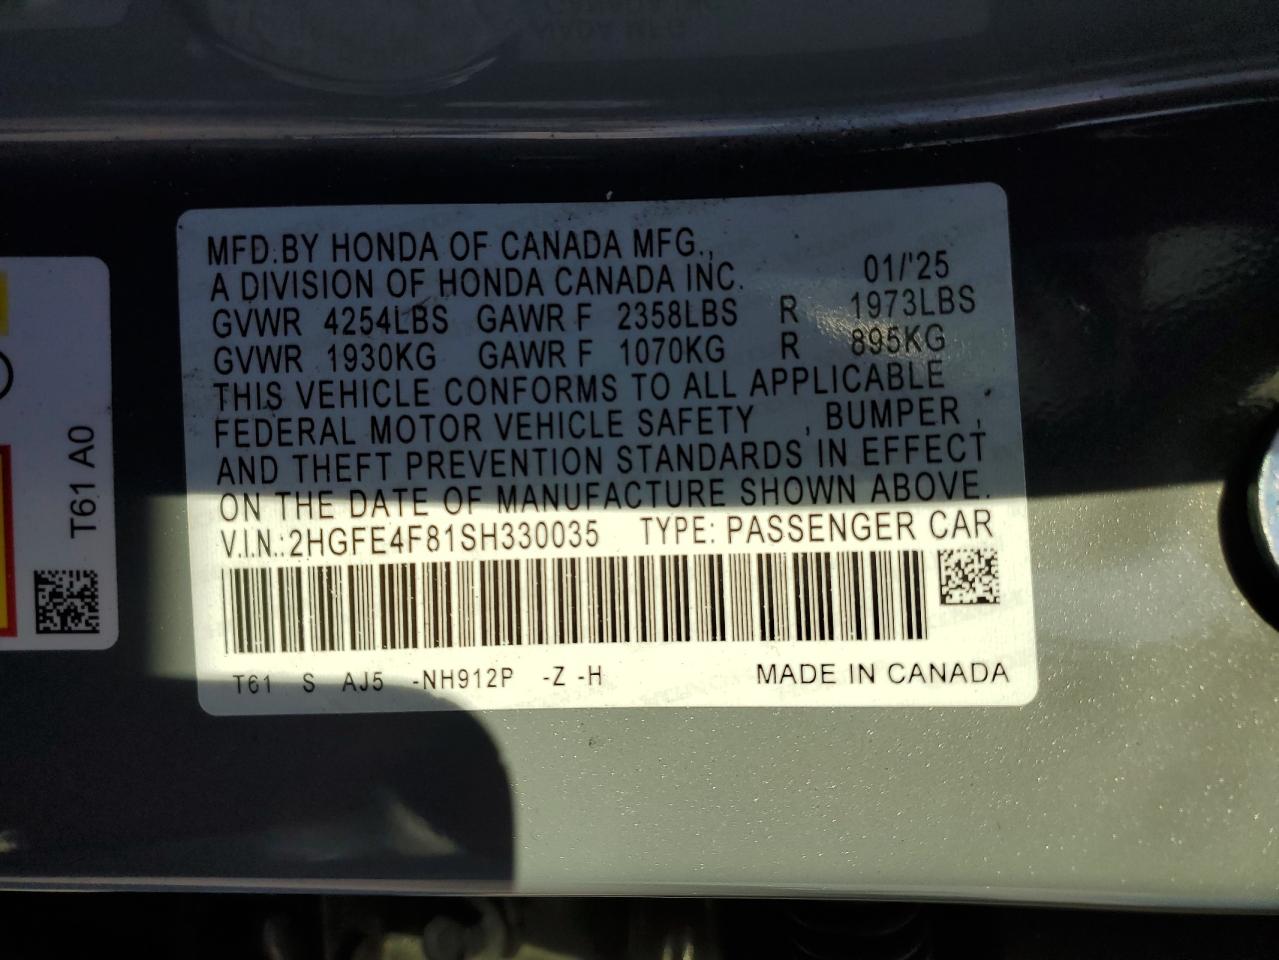 MFD. BY HONDA OF CANADA MFG.,
A DIVISION OF HONDA CANADA INC. 01/'25
GVWR 4254LBS GAWR F 2358LBS R 1973LBS
GVWR 1930KG GAWR F 1070KG R 895KG
THIS VEHICLE CONFORMS TO ALL APPLICABLE
FEDERAL MOTOR VEHICLE SAFETY , BUMPER ,
AND THEFT PREVENTION STANDARDS IN EFFECT
ON THE DATE OF MANUFACTURE SHOWN ABOVE.
V.I.N.:2HGFE4F81SH330035 TYPE: PASSENGER CAR
T61 S AJ5 -NH912P -Z -H MADE IN CANADA
T61 A0